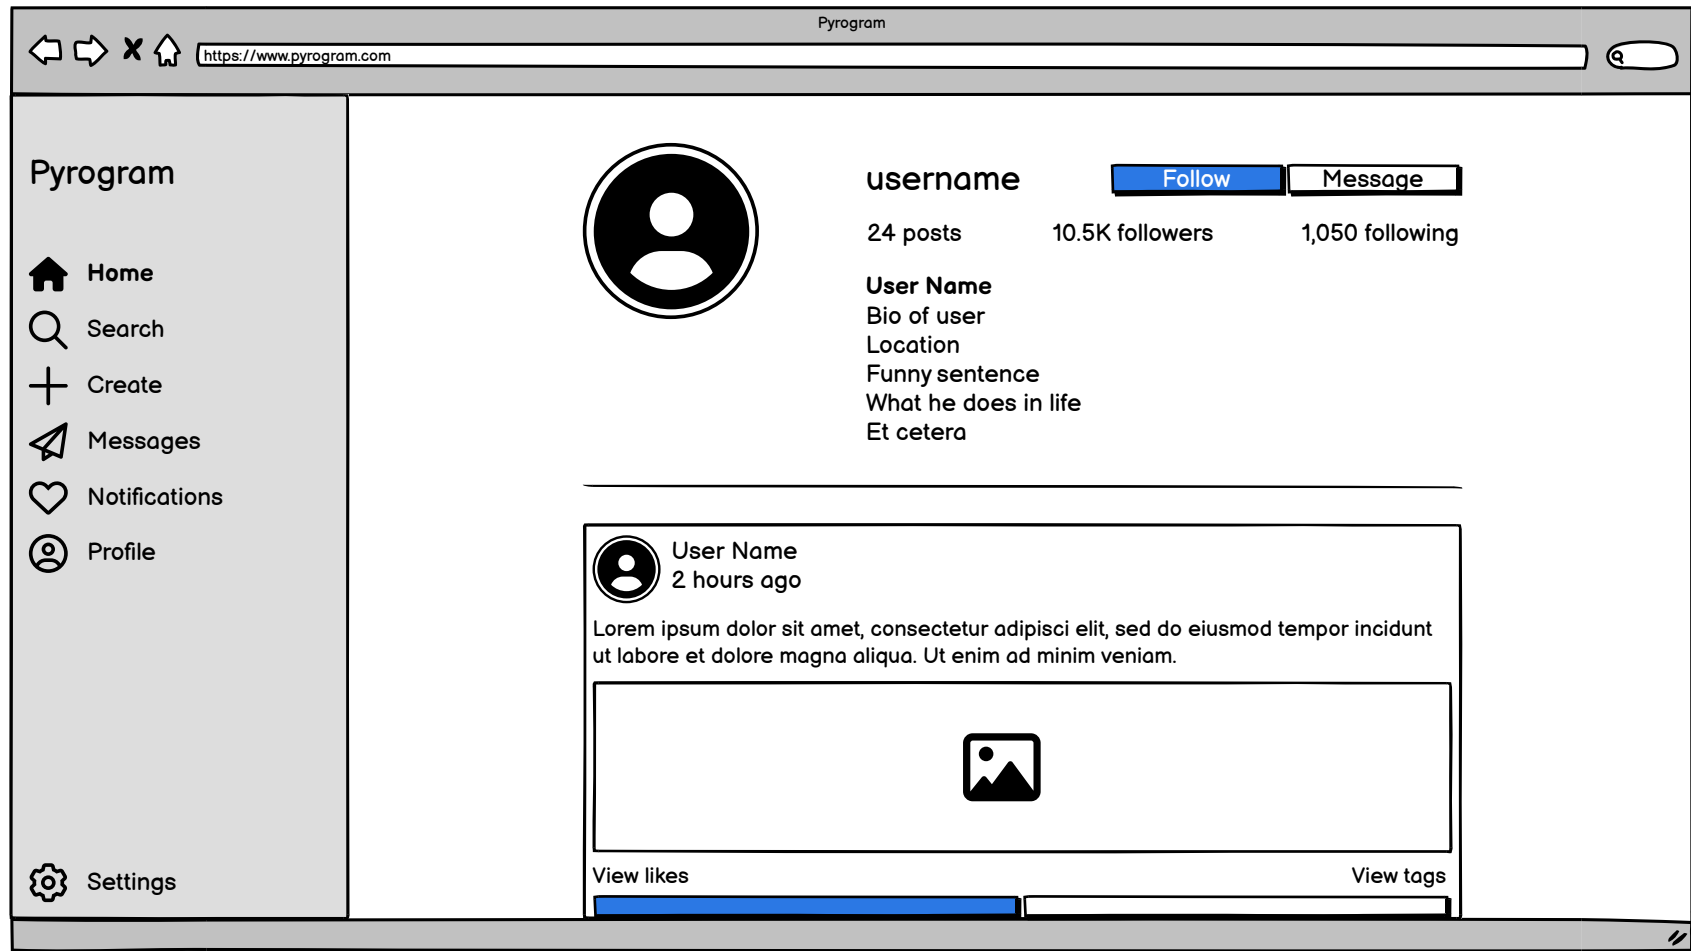 Pyrogram
https://www.pyrogram.com
Pyrogram
Home
Search
Create
Messages
Notifications
Profile
Settings
username
Follow
Message
24 posts
10.5K followers
1,050 following
User Name
Bio of user
Location
Funny sentence
What he does in life
Et cetera
User Name
2 hours ago
Lorem ipsum dolor sit amet, consectetur adipisci elit, sed do eiusmod tempor incidunt
ut labore et dolore magna aliqua. Ut enim ad minim veniam.
View likes
View tags